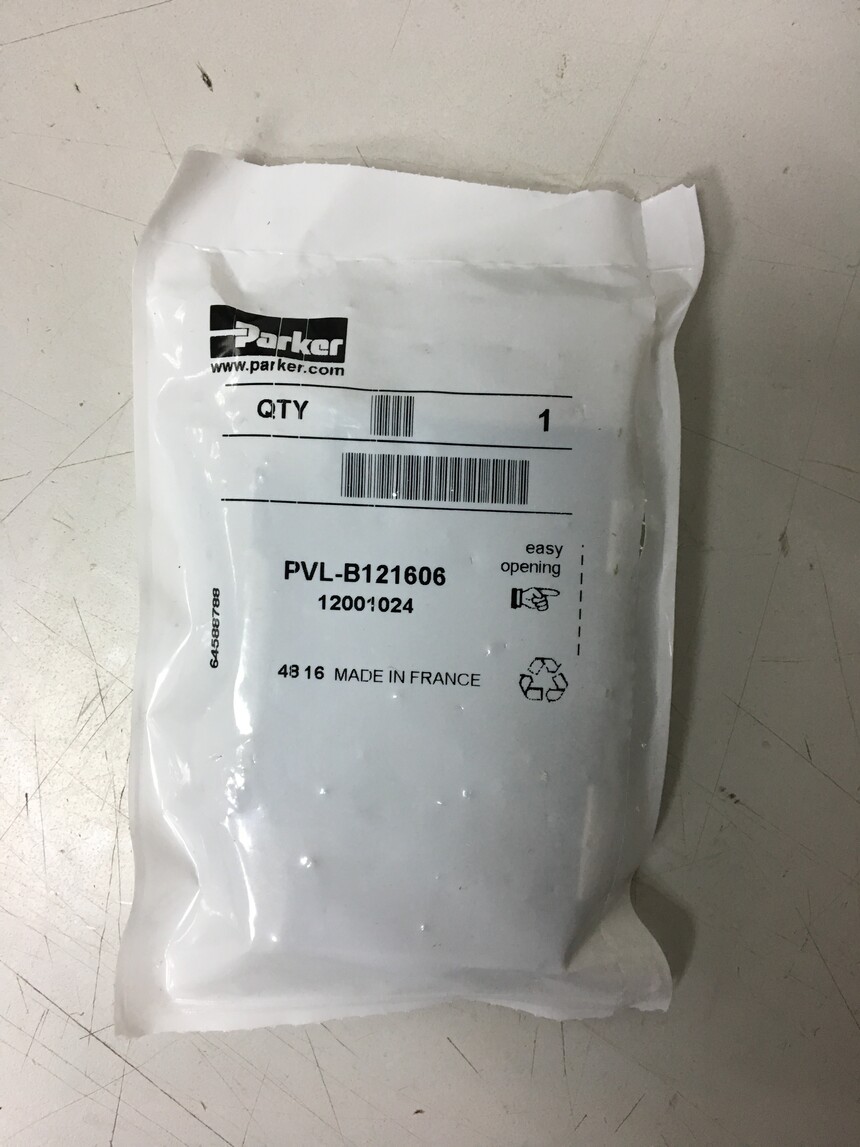 Parker
www.parker.com
QTY 1
easy
opening
PVL-B121606
12001024
64588788
48 16 MADE IN FRANCE